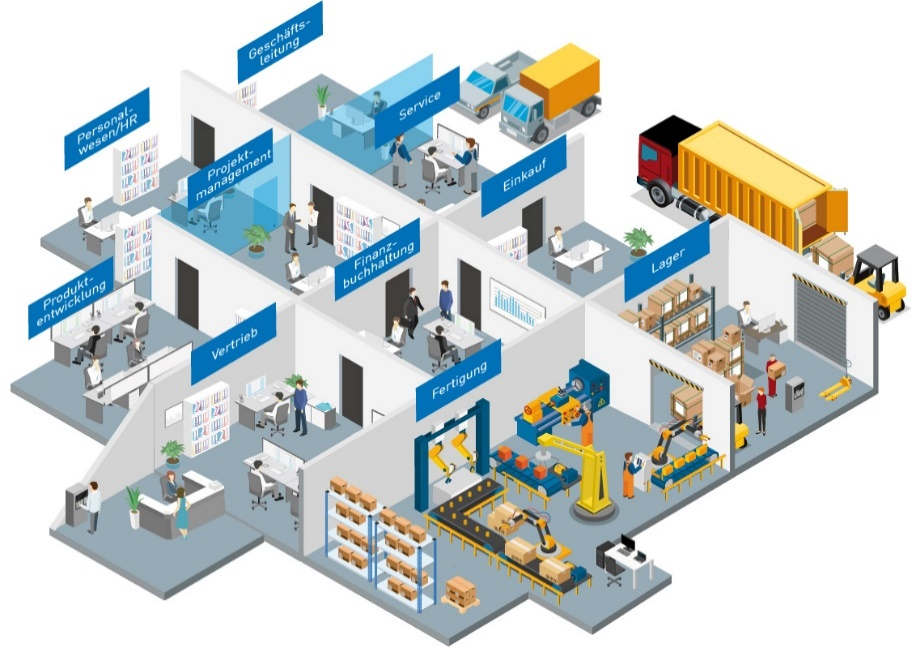 Geschäfts-
leitung
Personal-
wesen/HR
Service
Projekt-
management
Einkauf
Finanz-
buchhaltung
Lager
Produkt-
entwicklung
Vertrieb
Fertigung